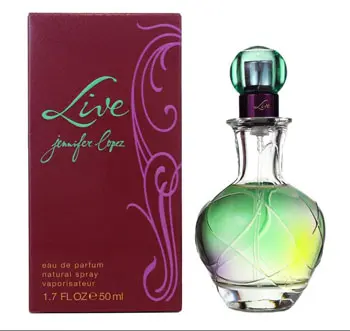 Live
jennifer lopez
eau de parfum
natural spray
vaporisateur
1.7 FL OZ e 50 ml
Live